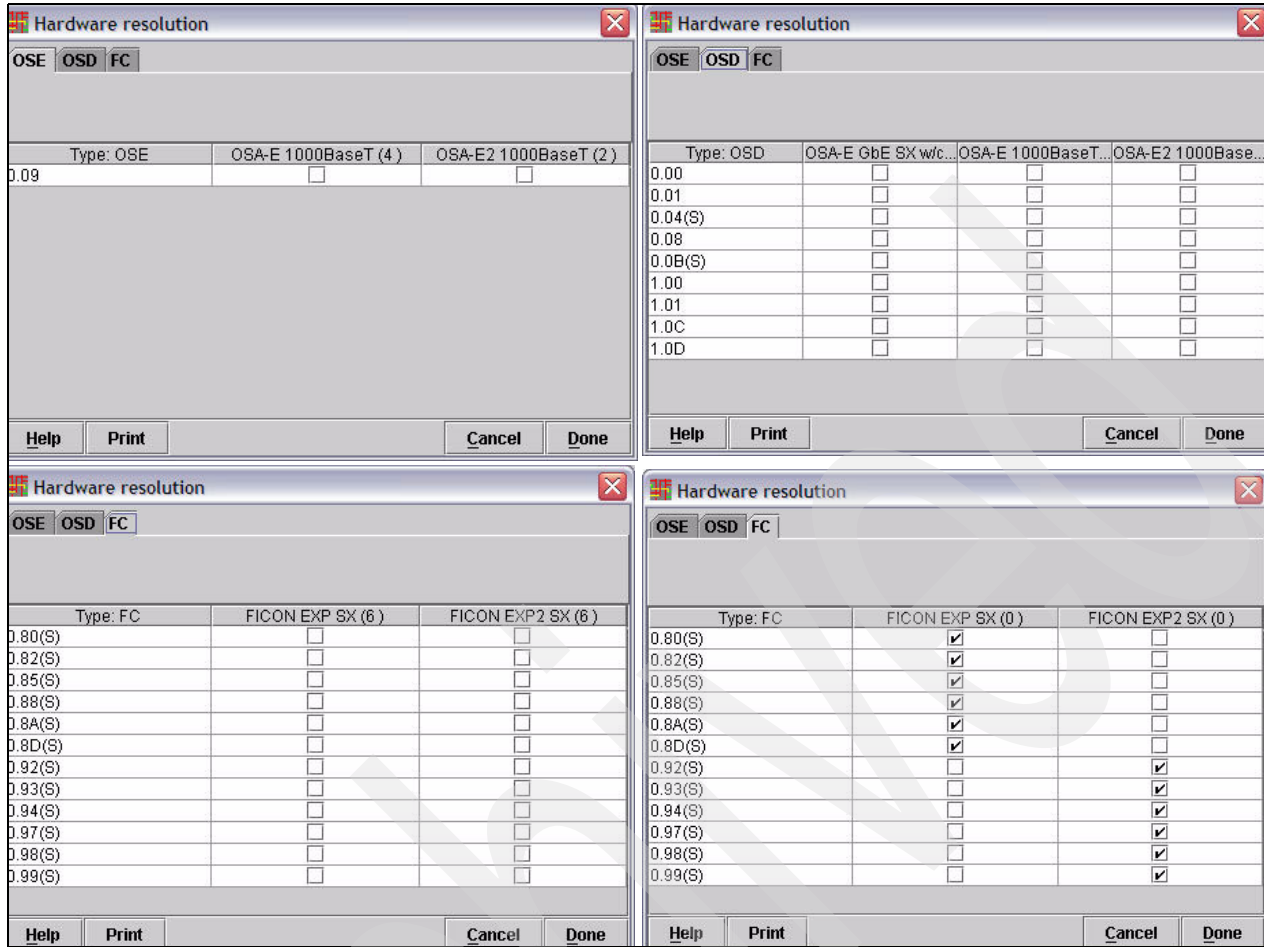 Hardware resolution
OSE OSD FC
Type: OSE OSA-E 1000BaseT (4) OSA-E2 1000BaseT (2)
0.09
Help Print Cancel Done
Hardware resolution
OSE OSD FC
Type: OSD OSA-E GbE SX w/c... OSA-E 1000BaseT... OSA-E2 1000Base...
0.00
0.01
0.04(S)
0.08
0.0B(S)
1.00
1.01
1.0C
1.0D
Help Print Cancel Done
Hardware resolution
OSE OSD FC
Type: FC FICON EXP SX (6) FICON EXP2 SX (6)
0.80(S)
0.82(S)
0.85(S)
0.88(S)
0.8A(S)
0.8D(S)
0.92(S)
0.93(S)
0.94(S)
0.97(S)
0.98(S)
0.99(S)
Help Print Cancel Done
Hardware resolution
OSE OSD FC
Type: FC FICON EXP SX (0) FICON EXP2 SX (0)
0.80(S)
0.82(S)
0.85(S)
0.88(S)
0.8A(S)
0.8D(S)
0.92(S)
0.93(S)
0.94(S)
0.97(S)
0.98(S)
0.99(S)
Help Print Cancel Done